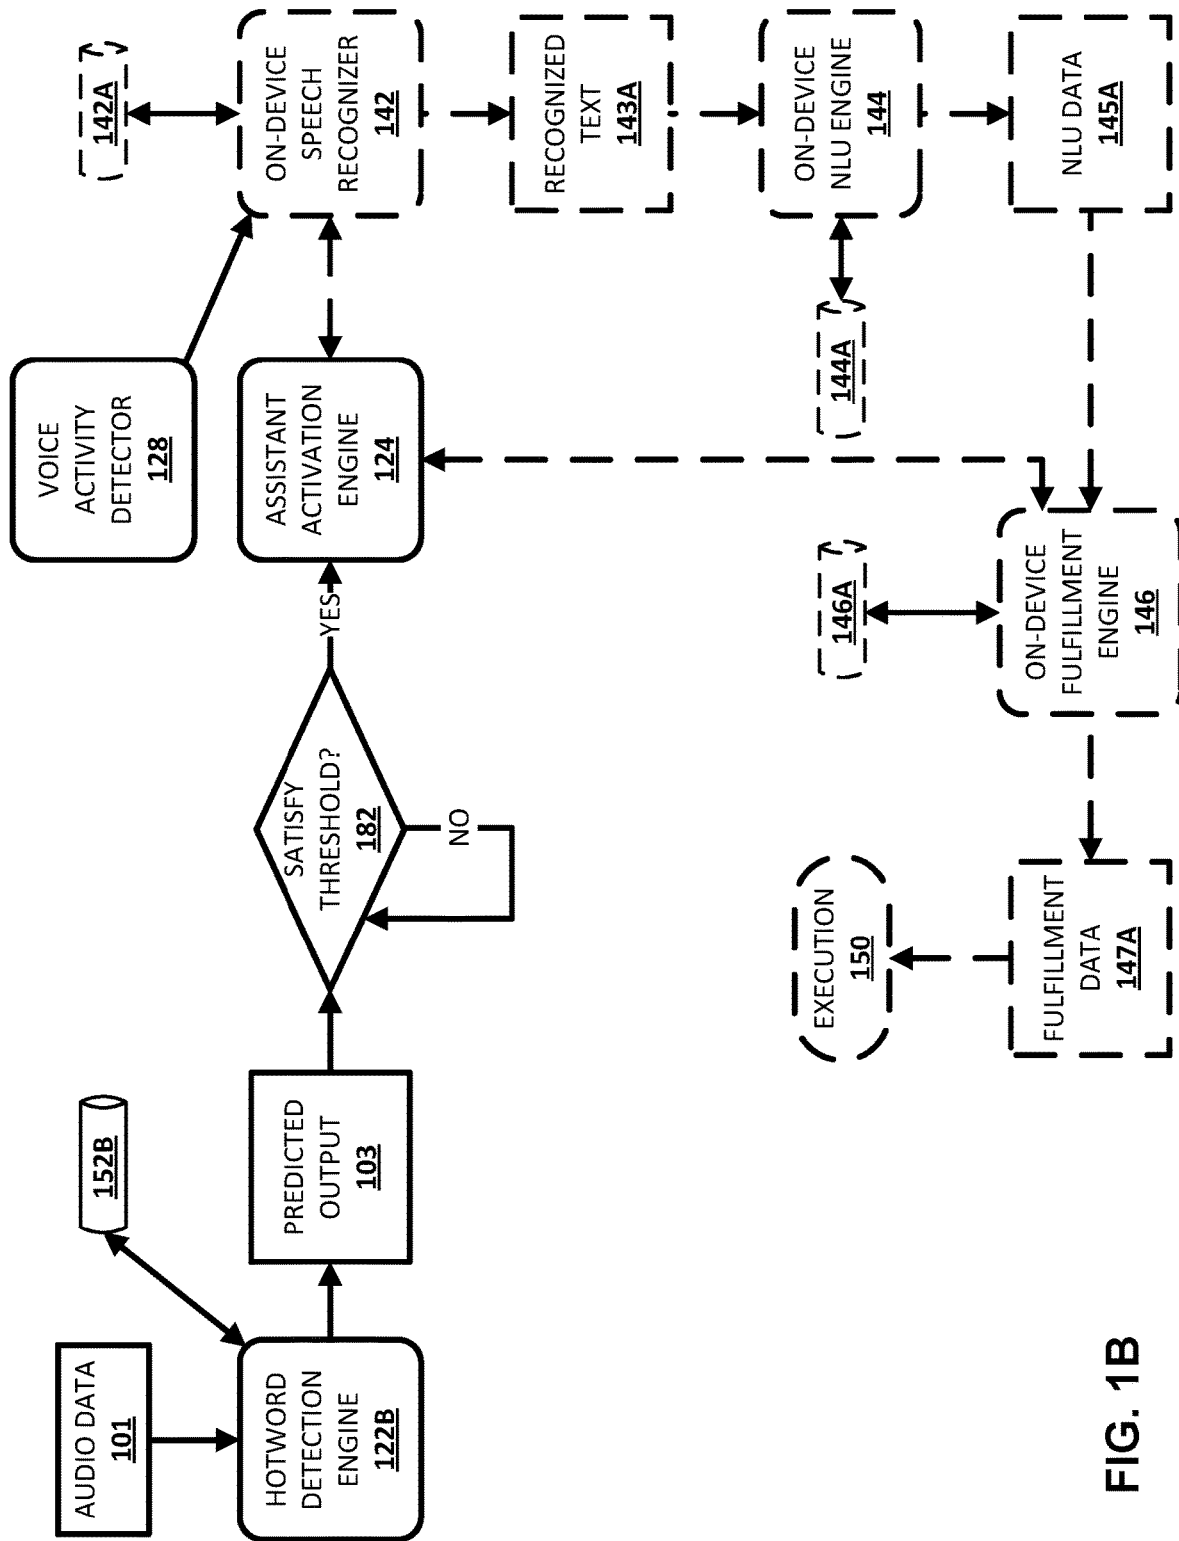 AUDIO DATA
101
HOTWORD
DETECTION
ENGINE
122B
152B
PREDICTED
OUTPUT
103
SATISFY
THRESHOLD?
182
NO
YES
VOICE
ACTIVITY
DETECTOR
128
ASSISTANT
ACTIVATION
ENGINE
124
142A
ON-DEVICE
SPEECH
RECOGNIZER
142
RECOGNIZED
TEXT
143A
ON-DEVICE
NLU ENGINE
144
144A
NLU DATA
145A
146A
ON-DEVICE
FULFILLMENT
ENGINE
146
FULFILLMENT
DATA
147A
EXECUTION
150
FIG. 1B